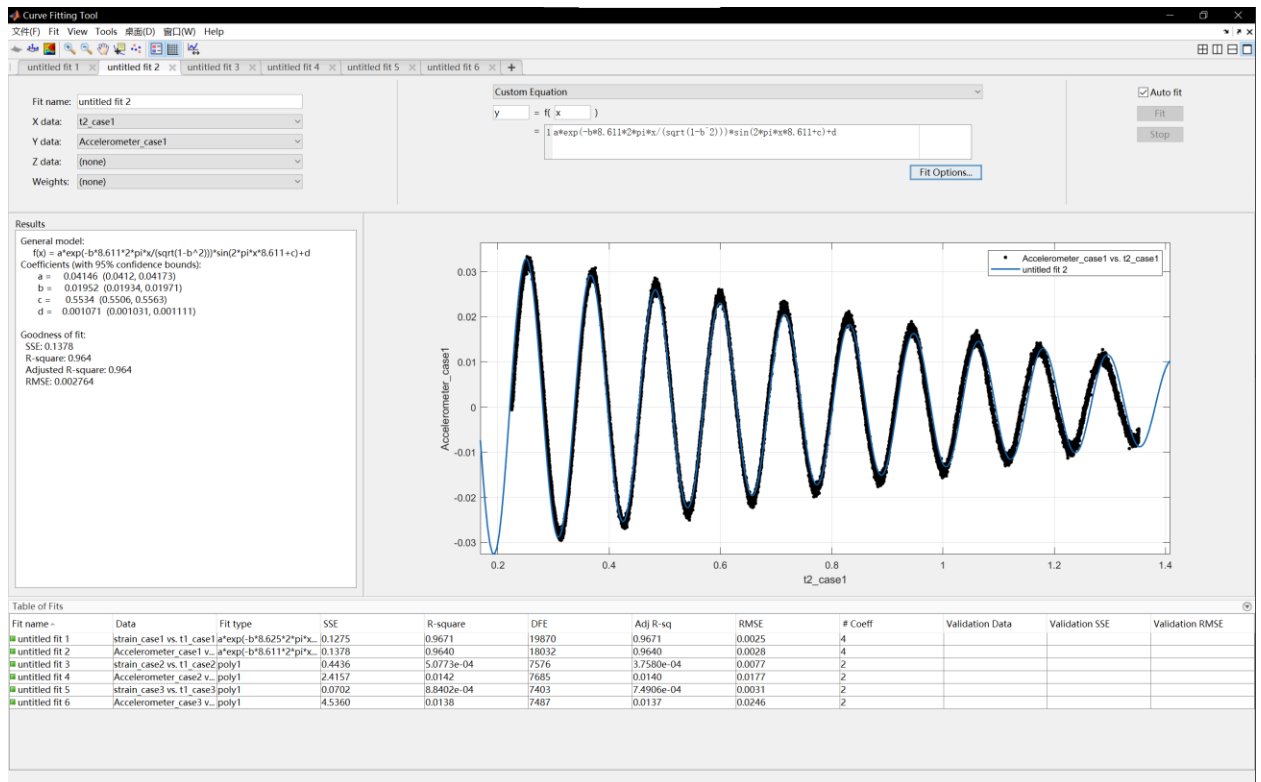 Curve Fitting Tool
文件(F) Fit View Tools 桌面(D) 窗口(W) Help
untitled fit 1 untitled fit 2 untitled fit 3 untitled fit 4 untitled fit 5 untitled fit 6
Fit name: untitled fit 2
X data: t2_case1
Y data: Accelerometer_case1
Z data: (none)
Weights: (none)
Custom Equation
y = f( x )
= 1 a*exp(-b*8.611*2*pi*x/(sqrt(1-b^2)))*sin(2*pi*x*8.611+c)+d
Fit Options...
Auto fit
Fit
Stop
Results
General model:
f(x) = a*exp(-b*8.611*2*pi*x/(sqrt(1-b^2)))*sin(2*pi*x*8.611+c)+d
Coefficients (with 95% confidence bounds):
a = 0.04146 (0.0412, 0.04173)
b = 0.01952 (0.01934, 0.01971)
c = 0.5534 (0.5506, 0.5563)
d = 0.001071 (0.001031, 0.001111)
Goodness of fit:
SSE: 0.1378
R-square: 0.964
Adjusted R-square: 0.964
RMSE: 0.002764
Accelerometer_case1 vs. t2_case1
untitled fit 2
0.03
0.02
0.01
0
-0.01
-0.02
-0.03
Accelerometer_case1
0.2 0.4 0.6 0.8 1 1.2 1.4
t2_case1
Table of Fits
Fit name Data Fit type SSE R-square DFE Adj R-sq RMSE # Coeff Validation Data Validation SSE Validation RMSE
untitled fit 1 strain_case1 vs. t1_case1 a*exp(-b*8.625*2*pi*x... 0.1275 0.9671 19870 0.9671 0.0025 4
untitled fit 2 Accelerometer_case1 v... a*exp(-b*8.611*2*pi*x... 0.1378 0.9640 18032 0.9640 0.0028 4
untitled fit 3 strain_case2 vs. t1_case2 poly1 0.4436 5.0773e-04 7576 3.7580e-04 0.0077 2
untitled fit 4 Accelerometer_case2 v... poly1 2.4157 0.0142 7685 0.0140 0.0177 2
untitled fit 5 strain_case3 vs. t1_case3 poly1 0.0702 8.8402e-04 7403 7.4906e-04 0.0031 2
untitled fit 6 Accelerometer_case3 v... poly1 4.5360 0.0138 7487 0.0137 0.0246 2